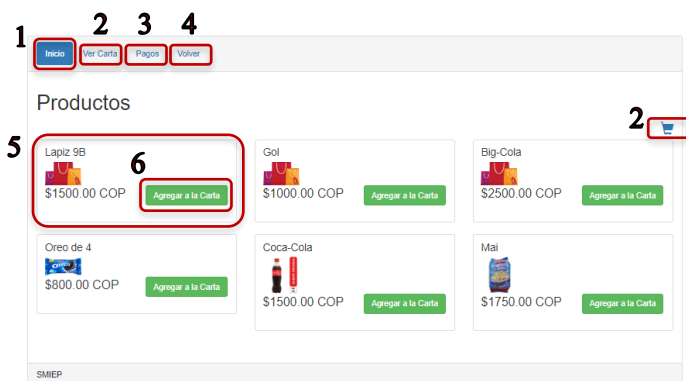 1 2 3 4
Inicio Ver Carta Pagos Volver
Productos
2
5
Lapiz 9B
6
$1500.00 COP Agregar a la Carta
Gol
$1000.00 COP Agregar a la Carta
Big-Cola
$2500.00 COP Agregar a la Carta
Oreo de 4
OREO
$800.00 COP Agregar a la Carta
Coca-Cola
$1500.00 COP Agregar a la Carta
Mai
$1750.00 COP Agregar a la Carta
SMIEP